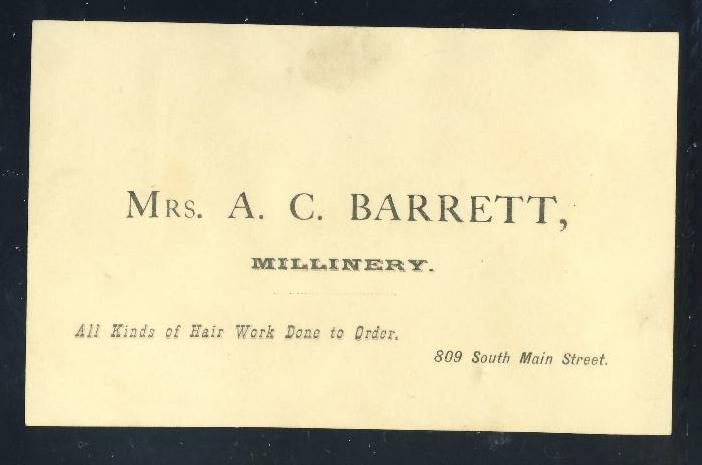 Mrs. A. C. BARRETT,
MILLINERY.
All Kinds of Hair Work Done to Order.
809 South Main Street.